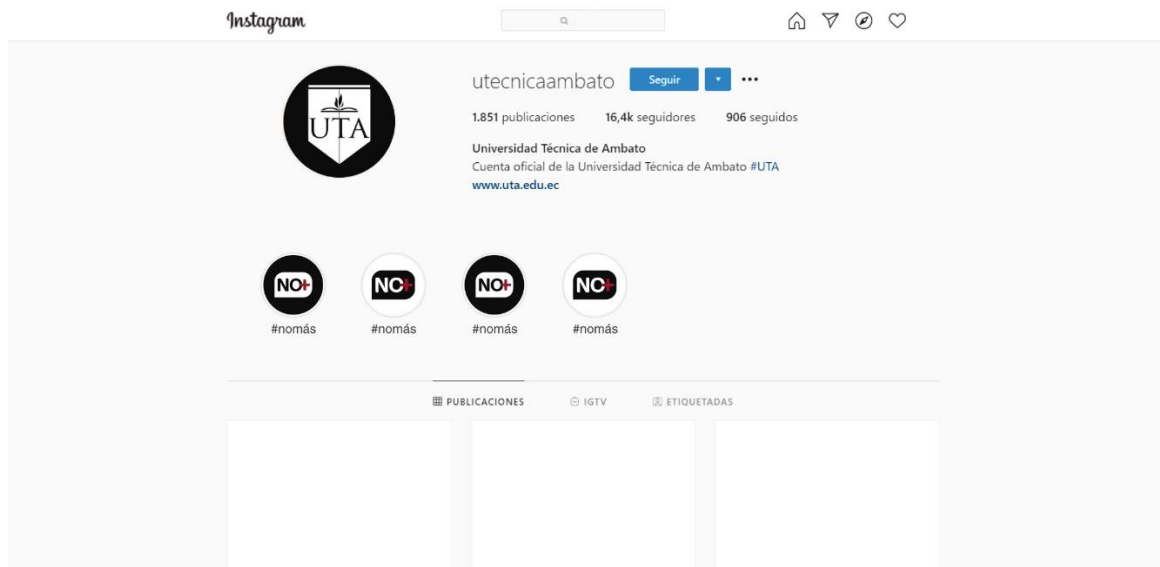 Instagram
utecnicaambato Seguir
1.851 publicaciones 16,4k seguidores 906 seguidos
UTA
Universidad Técnica de Ambato
Cuenta oficial de la Universidad Técnica de Ambato #UTA
www.uta.edu.ec
NO+ NO+ NO+ NO+
#nomás #nomás #nomás #nomás
PUBLICACIONES IGTV ETIQUETADAS